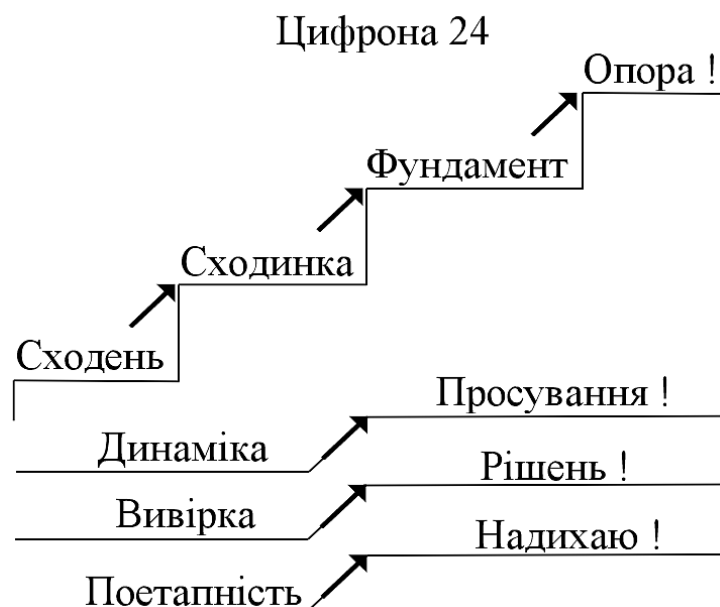 Цифрона 24
Опора !
Фундамент
Сходинка
Сходень
Просування !
Динаміка
Рішень !
Вивірка
Надихаю !
Поетапність